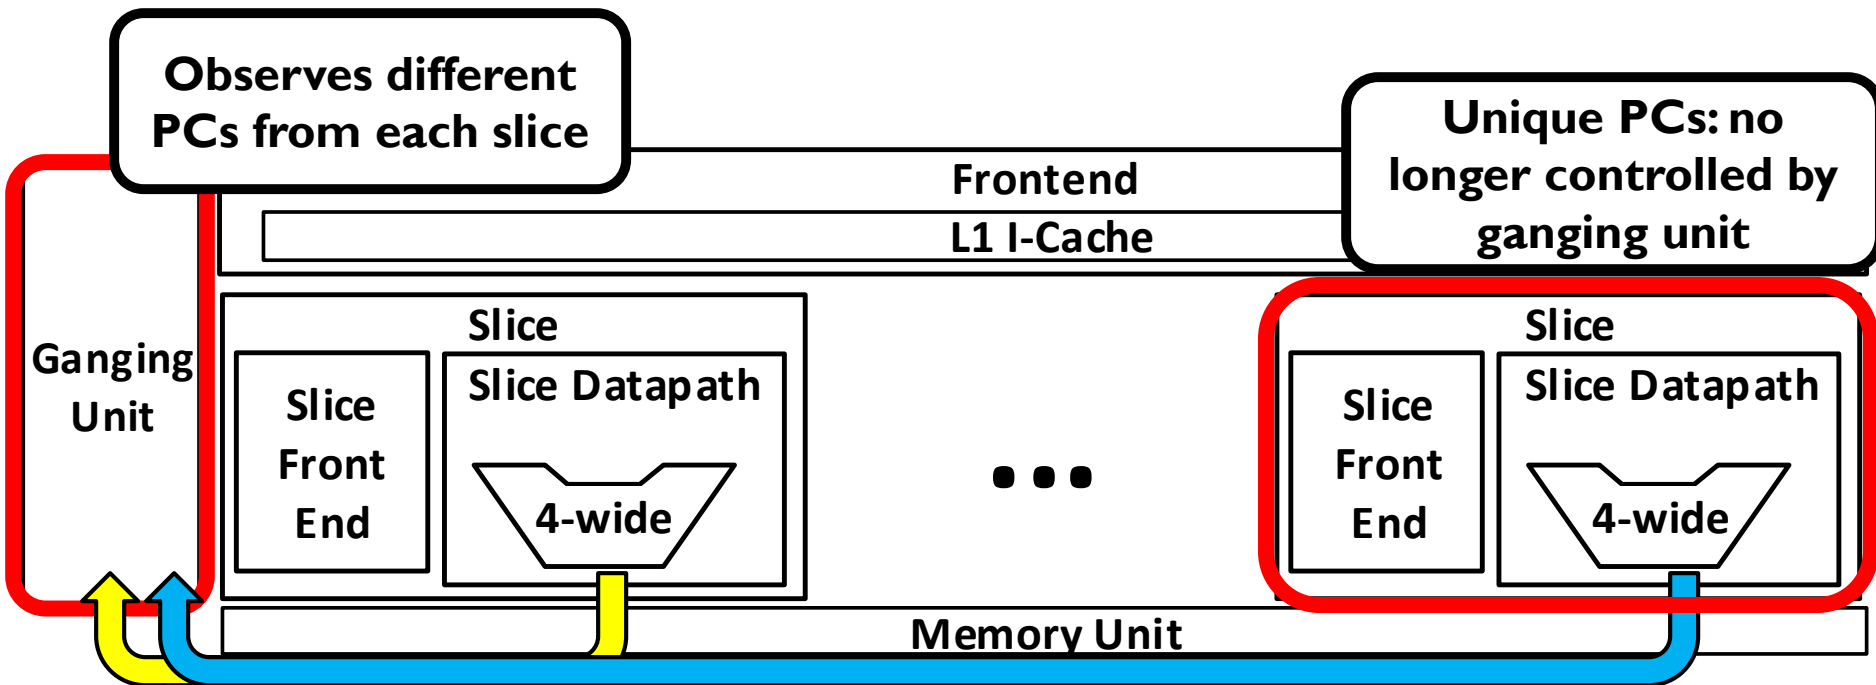 Observes different
PCs from each slice
Unique PCs: no
longer controlled by
ganging unit
Frontend
L1 I-Cache
Ganging
Unit
Slice
Slice
Front
End
Slice Datapath
4-wide
...
Slice
Slice
Front
End
Slice Datapath
4-wide
Memory Unit